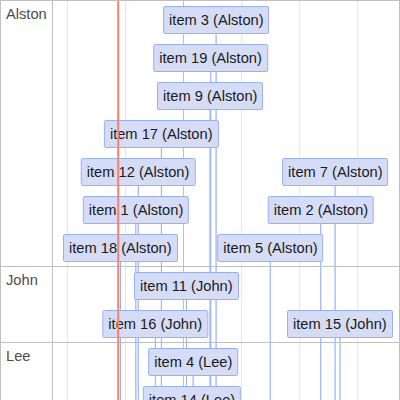 Alston
item 3 (Alston)
item 19 (Alston)
item 9 (Alston)
item 17 (Alston)
item 12 (Alston)
item 7 (Alston)
item 1 (Alston)
item 2 (Alston)
item 18 (Alston)
item 5 (Alston)
John
item 11 (John)
item 16 (John)
item 15 (John)
Lee
item 4 (Lee)
item 14 (Lee)